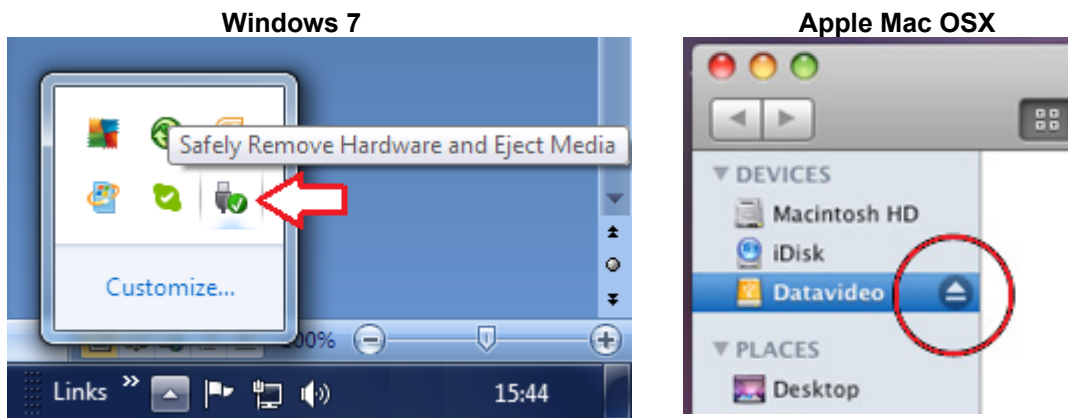 Windows 7
Safely Remove Hardware and Eject Media
Customize...
Links »
15:44
Apple Mac OSX
DEVICES
Macintosh HD
iDisk
Datavideo
PLACES
Desktop